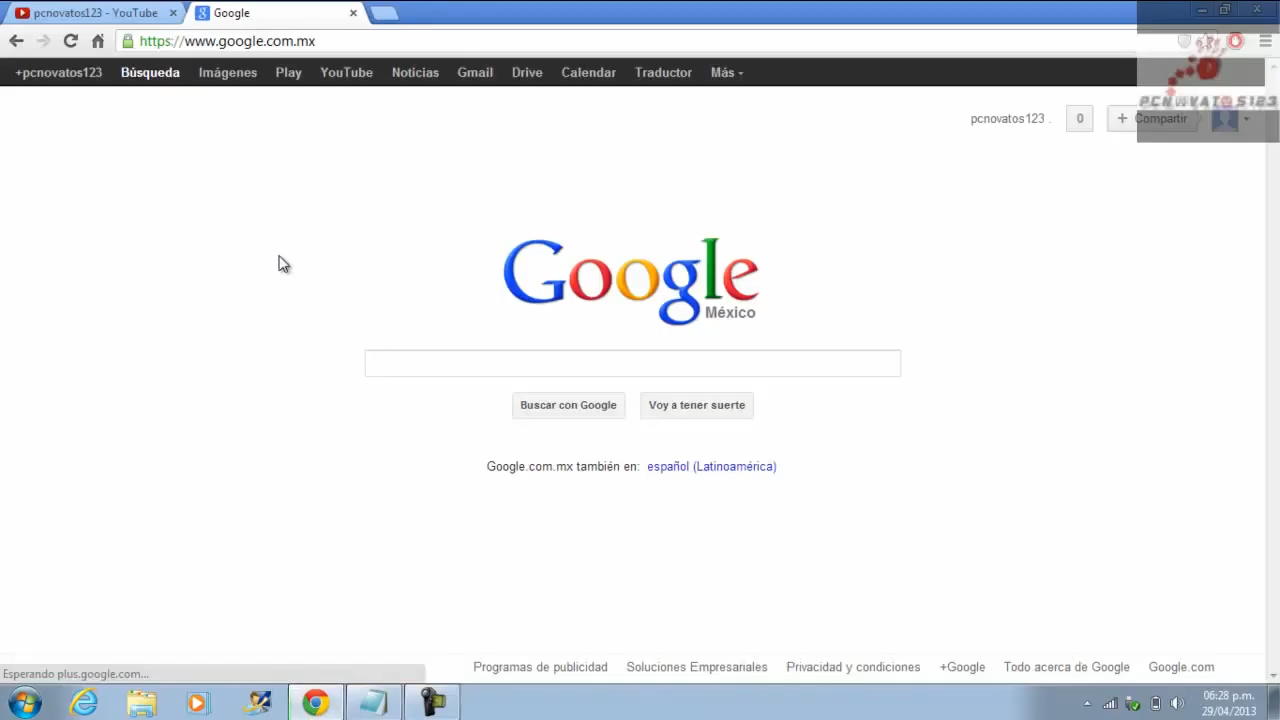 pcnovatos123 - YouTube
Google
https://www.google.com.mx
+pcnovatos123 Búsqueda Imágenes Play YouTube Noticias Gmail Drive Calendar Traductor Más
PCNOVATOS123
pcnovatos123 . 0 + Compartir
Google
México
Buscar con Google Voy a tener suerte
Google.com.mx también en: español (Latinoamérica)
Esperando plus.google.com...
Programas de publicidad Soluciones Empresariales Privacidad y condiciones +Google Todo acerca de Google Google.com
06:28 p.m.
29/04/2013